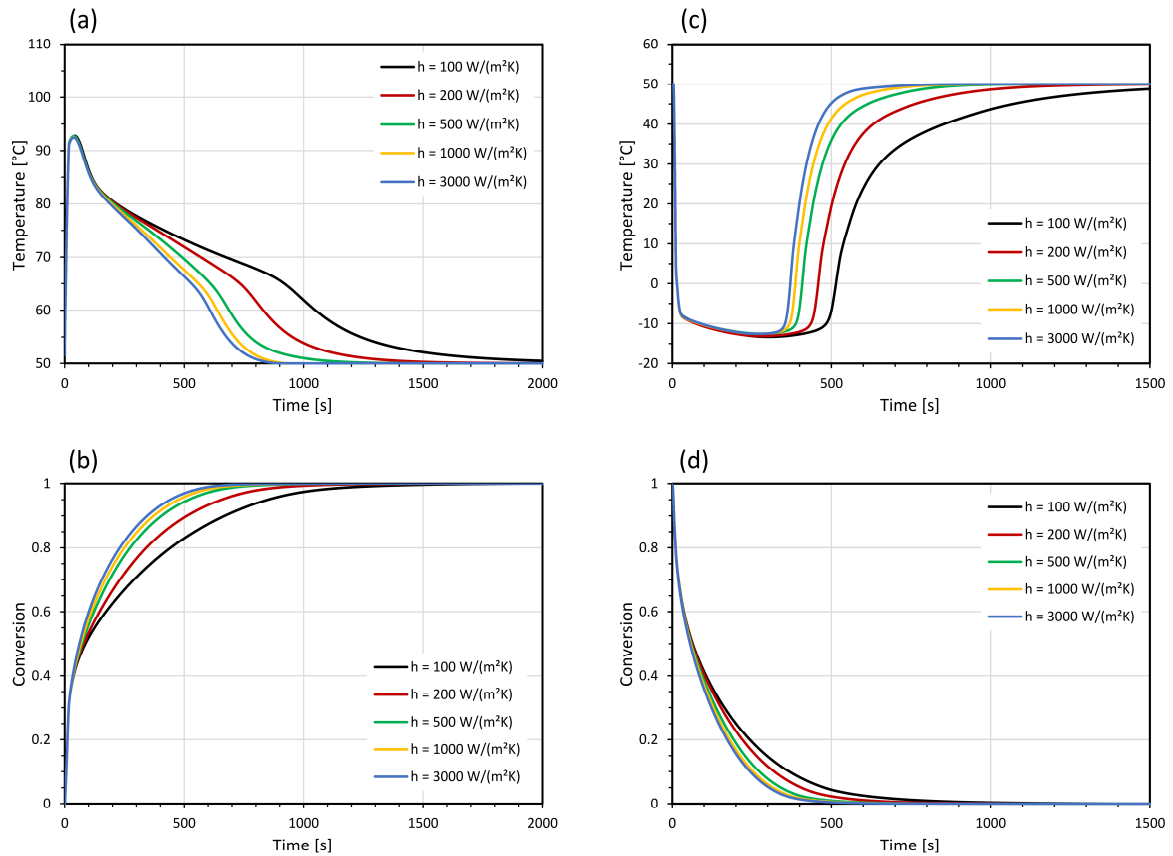 (a)
110
100
90
80
70
60
50
Temperature [°C]
0
500
1000
1500
2000
Time [s]
h = 100 W/(m²K)
h = 200 W/(m²K)
h = 500 W/(m²K)
h = 1000 W/(m²K)
h = 3000 W/(m²K)
(c)
60
50
40
30
20
10
0
-10
-20
Temperature [°C]
0
500
1000
1500
Time [s]
h = 100 W/(m²K)
h = 200 W/(m²K)
h = 500 W/(m²K)
h = 1000 W/(m²K)
h = 3000 W/(m²K)
(b)
1
0.8
0.6
0.4
0.2
0
Conversion
0
500
1000
1500
2000
Time [s]
h = 100 W/(m²K)
h = 200 W/(m²K)
h = 500 W/(m²K)
h = 1000 W/(m²K)
h = 3000 W/(m²K)
(d)
1
0.8
0.6
0.4
0.2
0
Conversion
0
500
1000
1500
Time [s]
h = 100 W/(m²K)
h = 200 W/(m²K)
h = 500 W/(m²K)
h = 1000 W/(m²K)
h = 3000 W/(m²K)